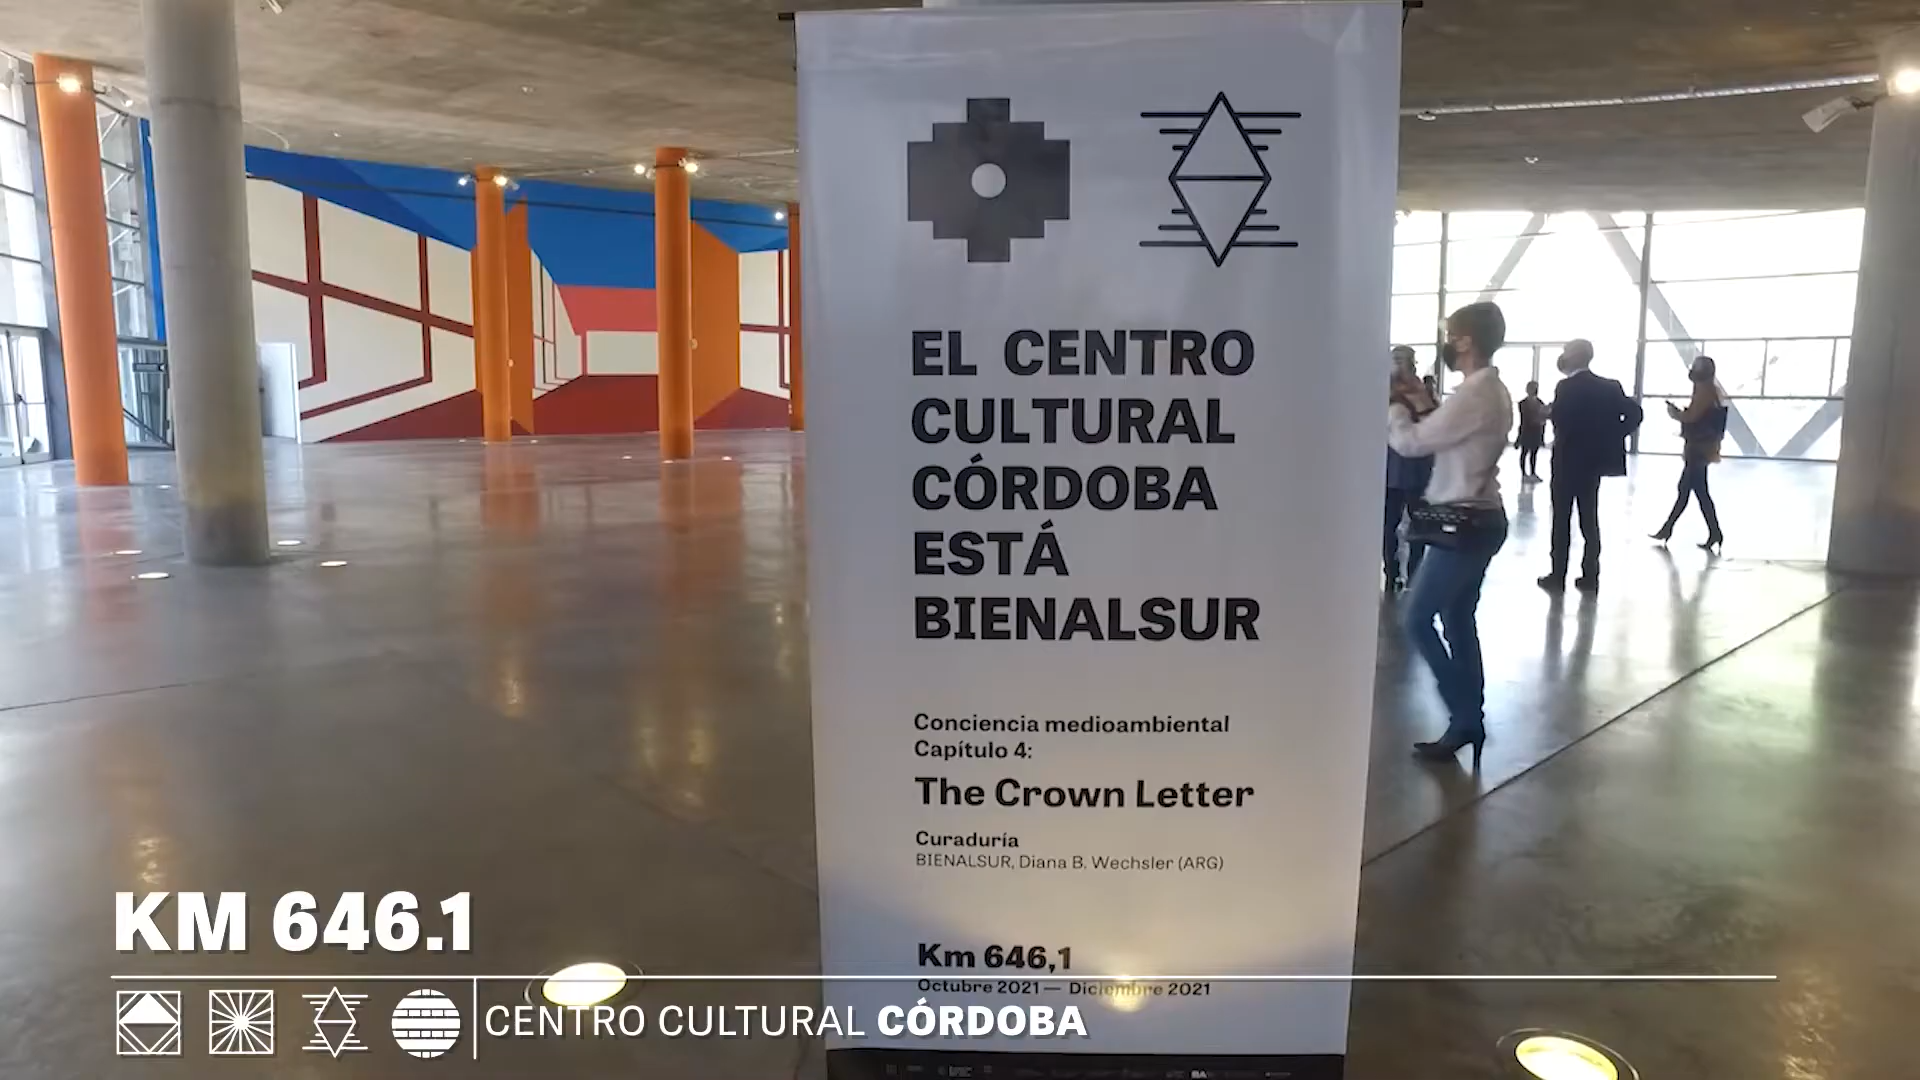 EL CENTRO
CULTURAL
CÓRDOBA
ESTÁ
BIENALSUR
Conciencia medioambiental
Capítulo 4:
The Crown Letter
Curaduría
BIENALSUR, Diana B. Wechsler (ARG)
Km 646,1
Octubre 2021 — Diciembre 2021
KM 646.1
CENTRO CULTURAL CÓRDOBA